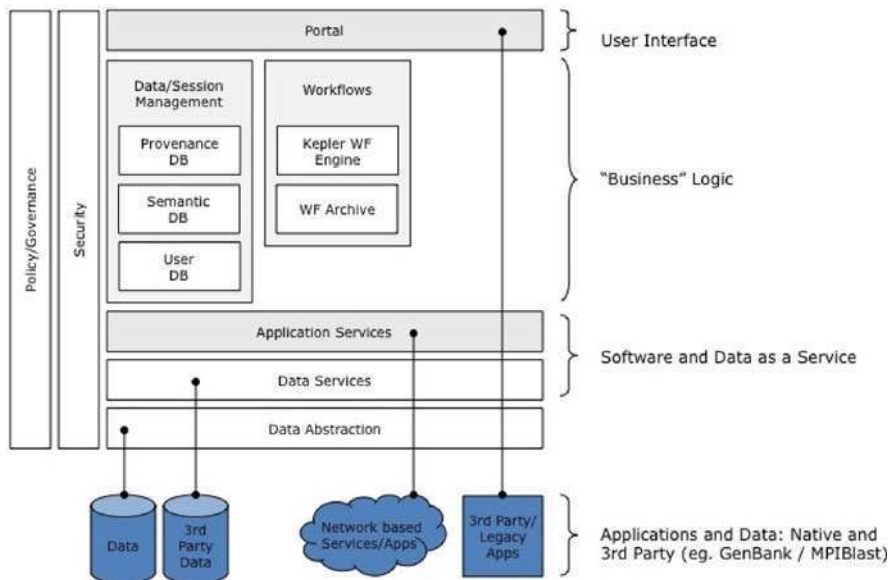 Portal
User Interface
Policy/Governance
Security
Data/Session
Management
Provenance
DB
Semantic
DB
User
DB
Workflows
Kepler WF
Engine
WF Archive
“Business” Logic
Application Services
Data Services
Software and Data as a Service
Data Abstraction
Data
3rd
Party
Data
Network based
Services/Apps
3rd Party/
Legacy
Apps
Applications and Data: Native and
3rd Party (eg. GenBank / MPIBlast)